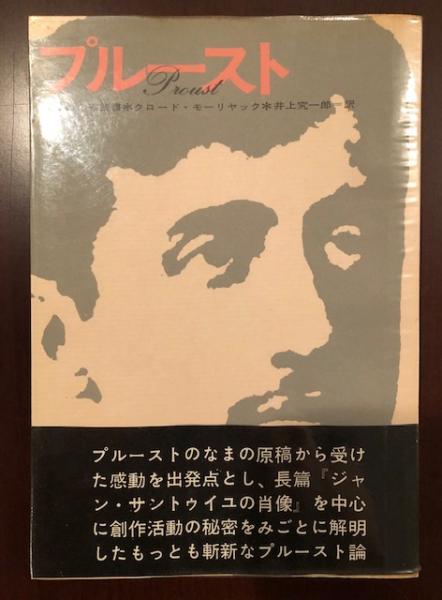 プルースト
Proust
クロード・モーリヤック*井上究一郎=訳
プルーストのなまの原稿から受け
た感動を出発点とし、長篇『ジャ
ン・サントゥイユの肖像』を中心
に創作活動の秘密をみごとに解明
したもっとも斬新なプルースト論